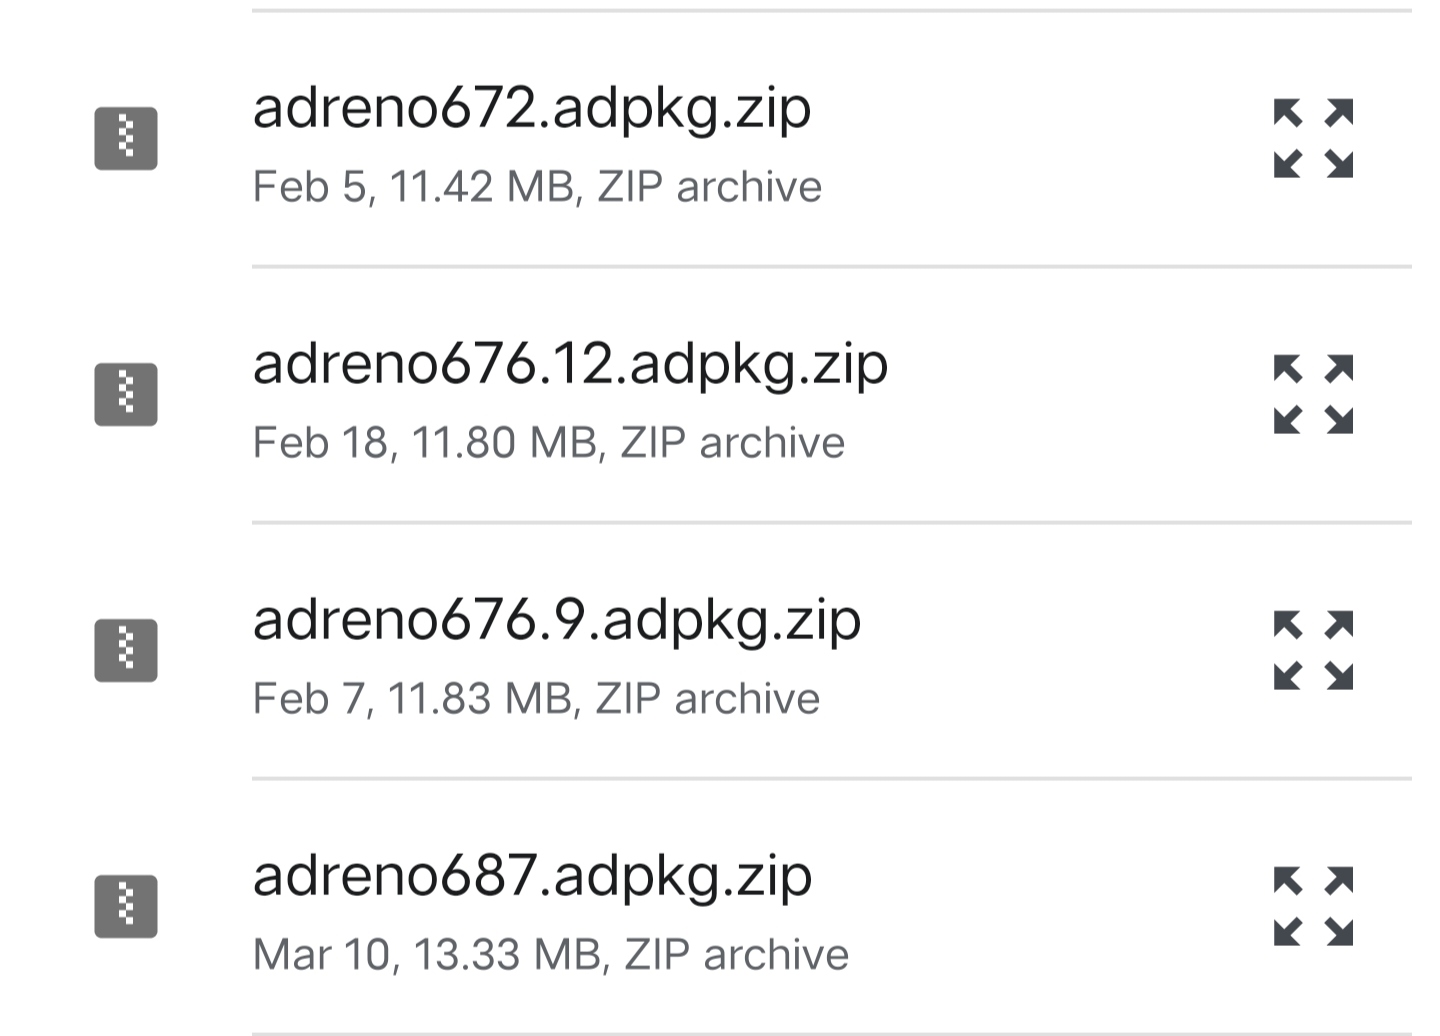 adreno672.adpkg.zip
Feb 5, 11.42 MB, ZIP archive
adreno676.12.adpkg.zip
Feb 18, 11.80 MB, ZIP archive
adreno676.9.adpkg.zip
Feb 7, 11.83 MB, ZIP archive
adreno687.adpkg.zip
Mar 10, 13.33 MB, ZIP archive